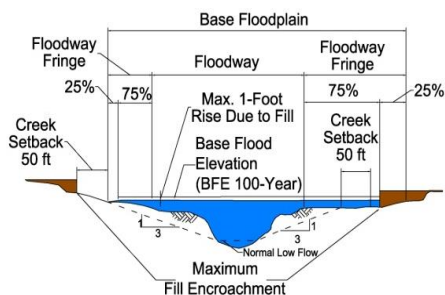 Base Floodplain
Floodway
Fringe
Floodway
Floodway
Fringe
25%
75%
75%
25%
Max. 1-Foot
Rise Due to Fill
Creek
Setback
50 ft
Base Flood
Elevation
(BFE 100-Year)
Creek
Setback
50 ft
1
3
1
3
Normal Low Flow
Maximum
Fill Encroachment